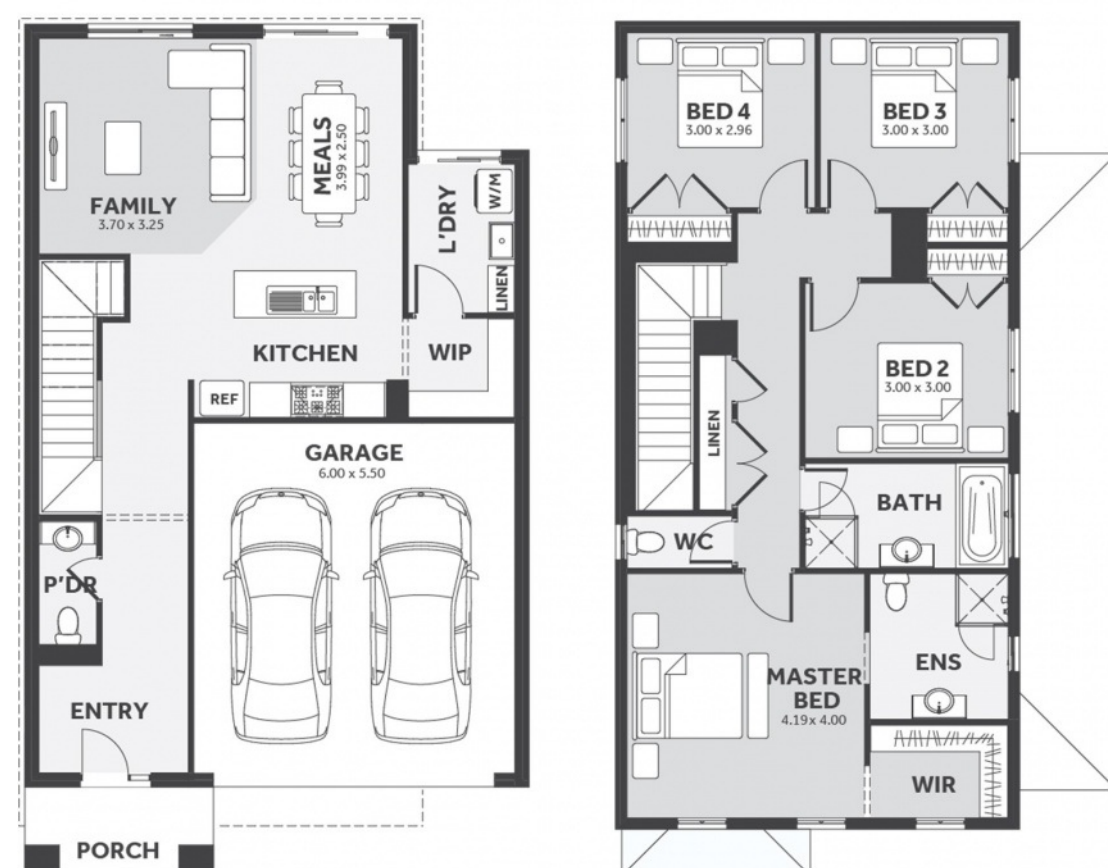 MEALS
3.99 x 2.50
FAMILY
3.70 x 3.25
L'DRY
W/M
LINEN
KITCHEN
WIP
REF
GARAGE
6.00 x 5.50
P'DR
ENTRY
PORCH
BED 4
3.00 x 2.96
BED 3
3.00 x 3.00
BED 2
3.00 x 3.00
LINEN
BATH
WC
ENS
MASTER
BED
4.19 x 4.00
WIR